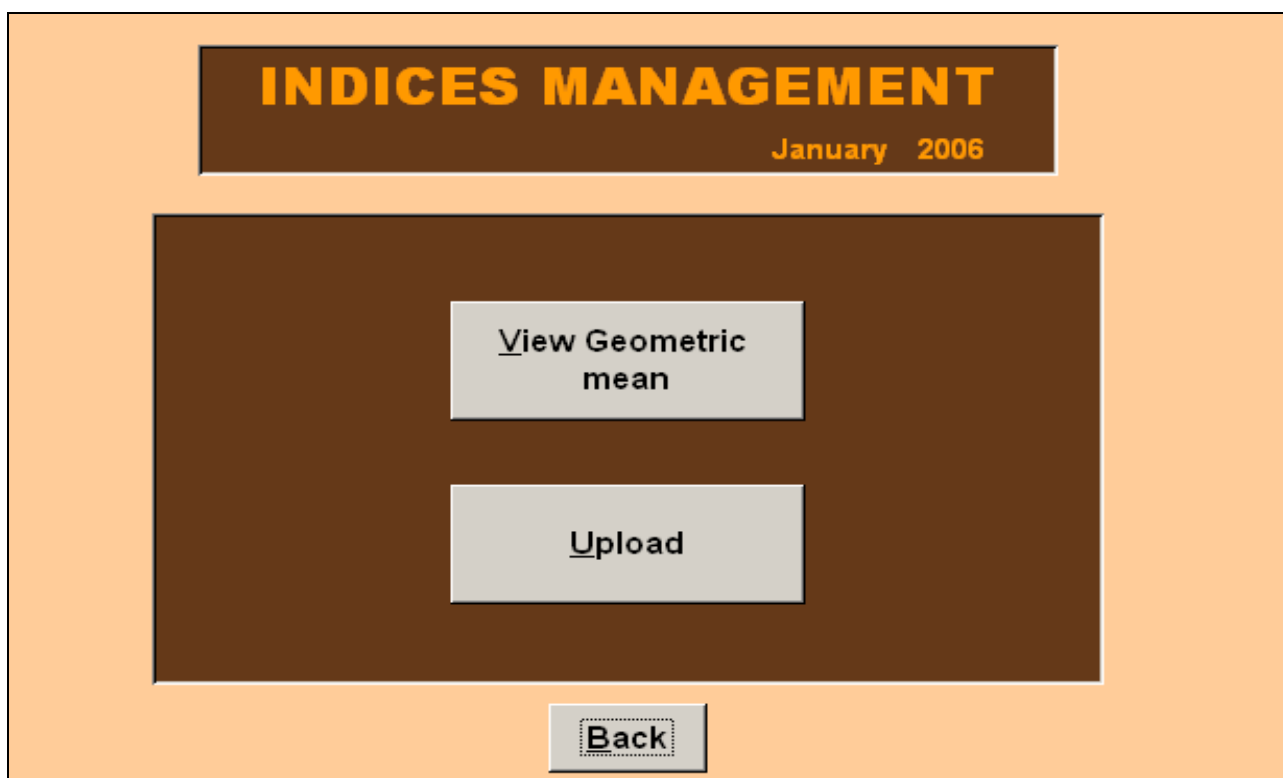 INDICES MANAGEMENT
January 2006
View Geometric
mean
Upload
Back